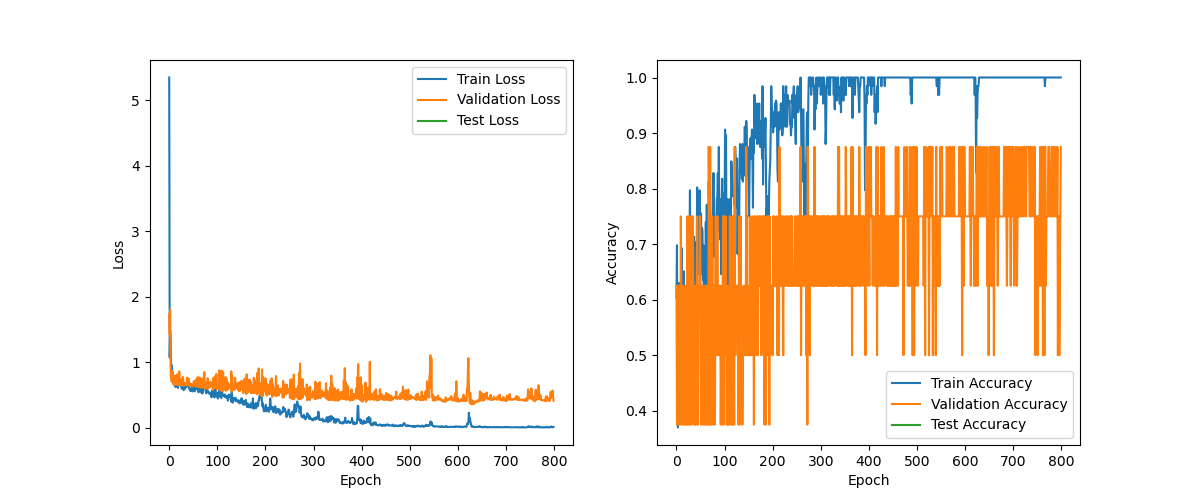 Train Loss
Validation Loss
Test Loss
Loss
5
4
3
2
1
0
0 100 200 300 400 500 600 700 800
Epoch
Accuracy
1.0
0.9
0.8
0.7
0.6
0.5
0.4
Train Accuracy
Validation Accuracy
Test Accuracy
0 100 200 300 400 500 600 700 800
Epoch